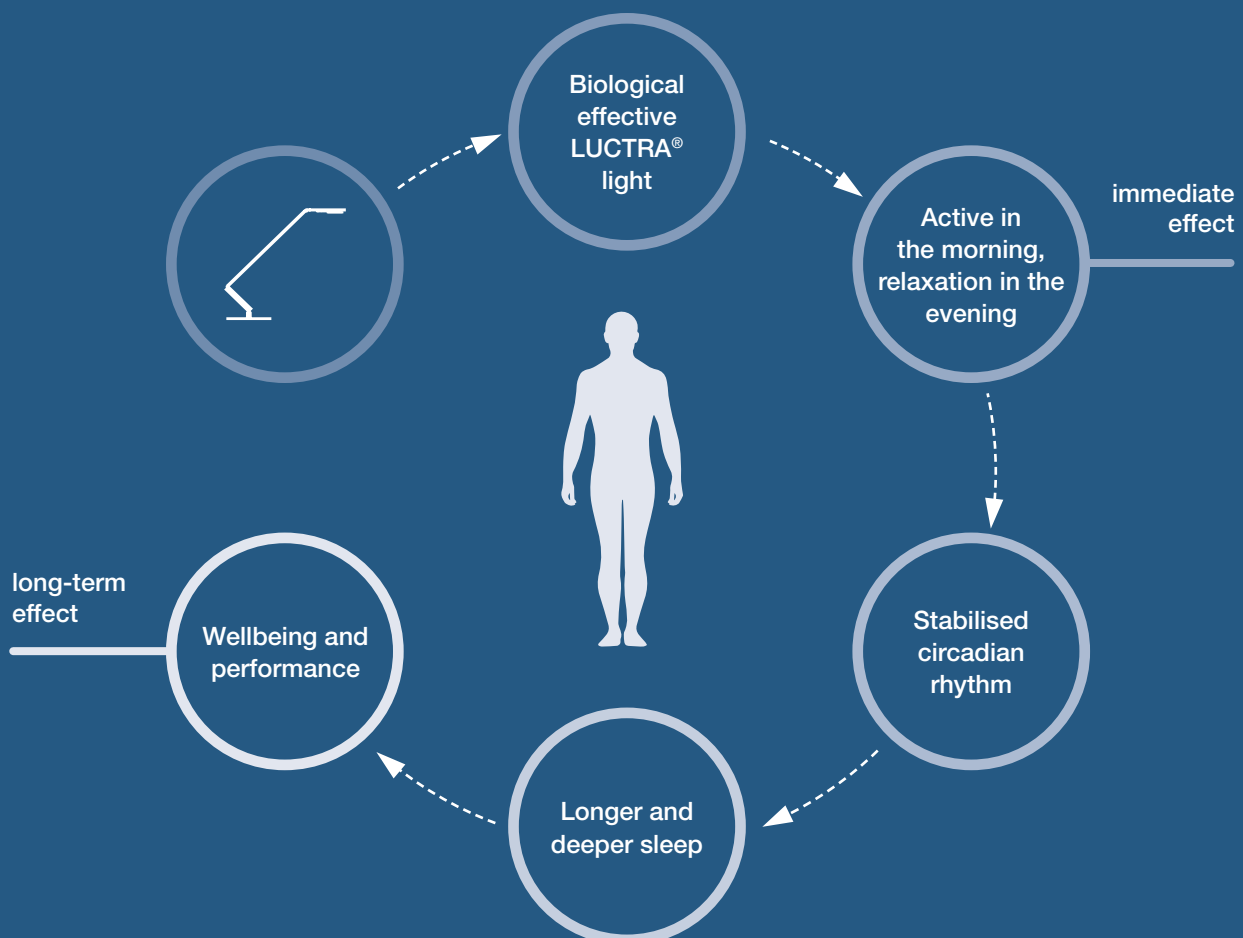 Biological
effective
LUCTRA®
light
Active in
the morning,
relaxation in the
evening
immediate
effect
Stabilised
circadian
rhythm
Longer and
deeper sleep
Wellbeing and
performance
long-term
effect